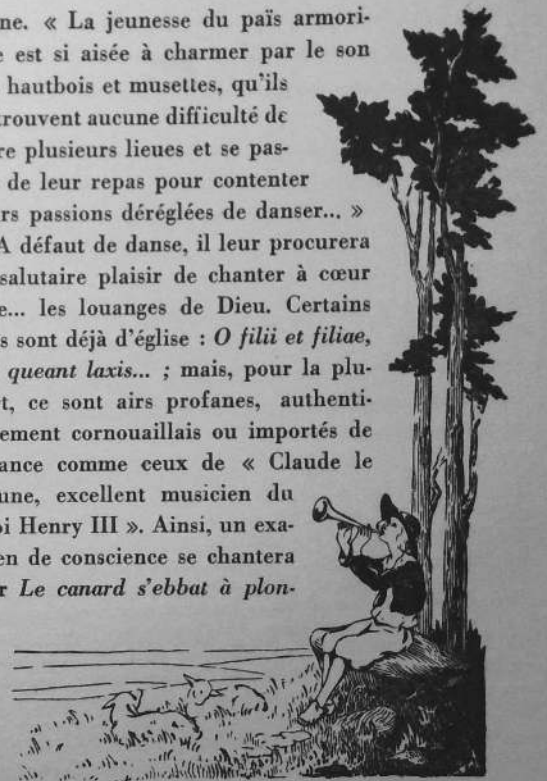 ne. « La jeunesse du païs armori-
e est si aisée à charmer par le son
hautbois et musettes, qu'ils
trouvent aucune difficulté de
re plusieurs lieues et se pas-
de leur repas pour contenter
rs passions déréglées de danser... »
A défaut de danse, il leur procurera
salutaire plaisir de chanter à cœur
e... les louanges de Dieu. Certains
s sont déjà d'église : O filii et filiae,
queant laxis... ; mais, pour la plu-
t, ce sont airs profanes, authenti-
ement cornouaillais ou importés de
ance comme ceux de « Claude le
une, excellent musicien du
oi Henry III ». Ainsi, un exa-
en de conscience se chantera
r Le canard s'ebbat à plon-